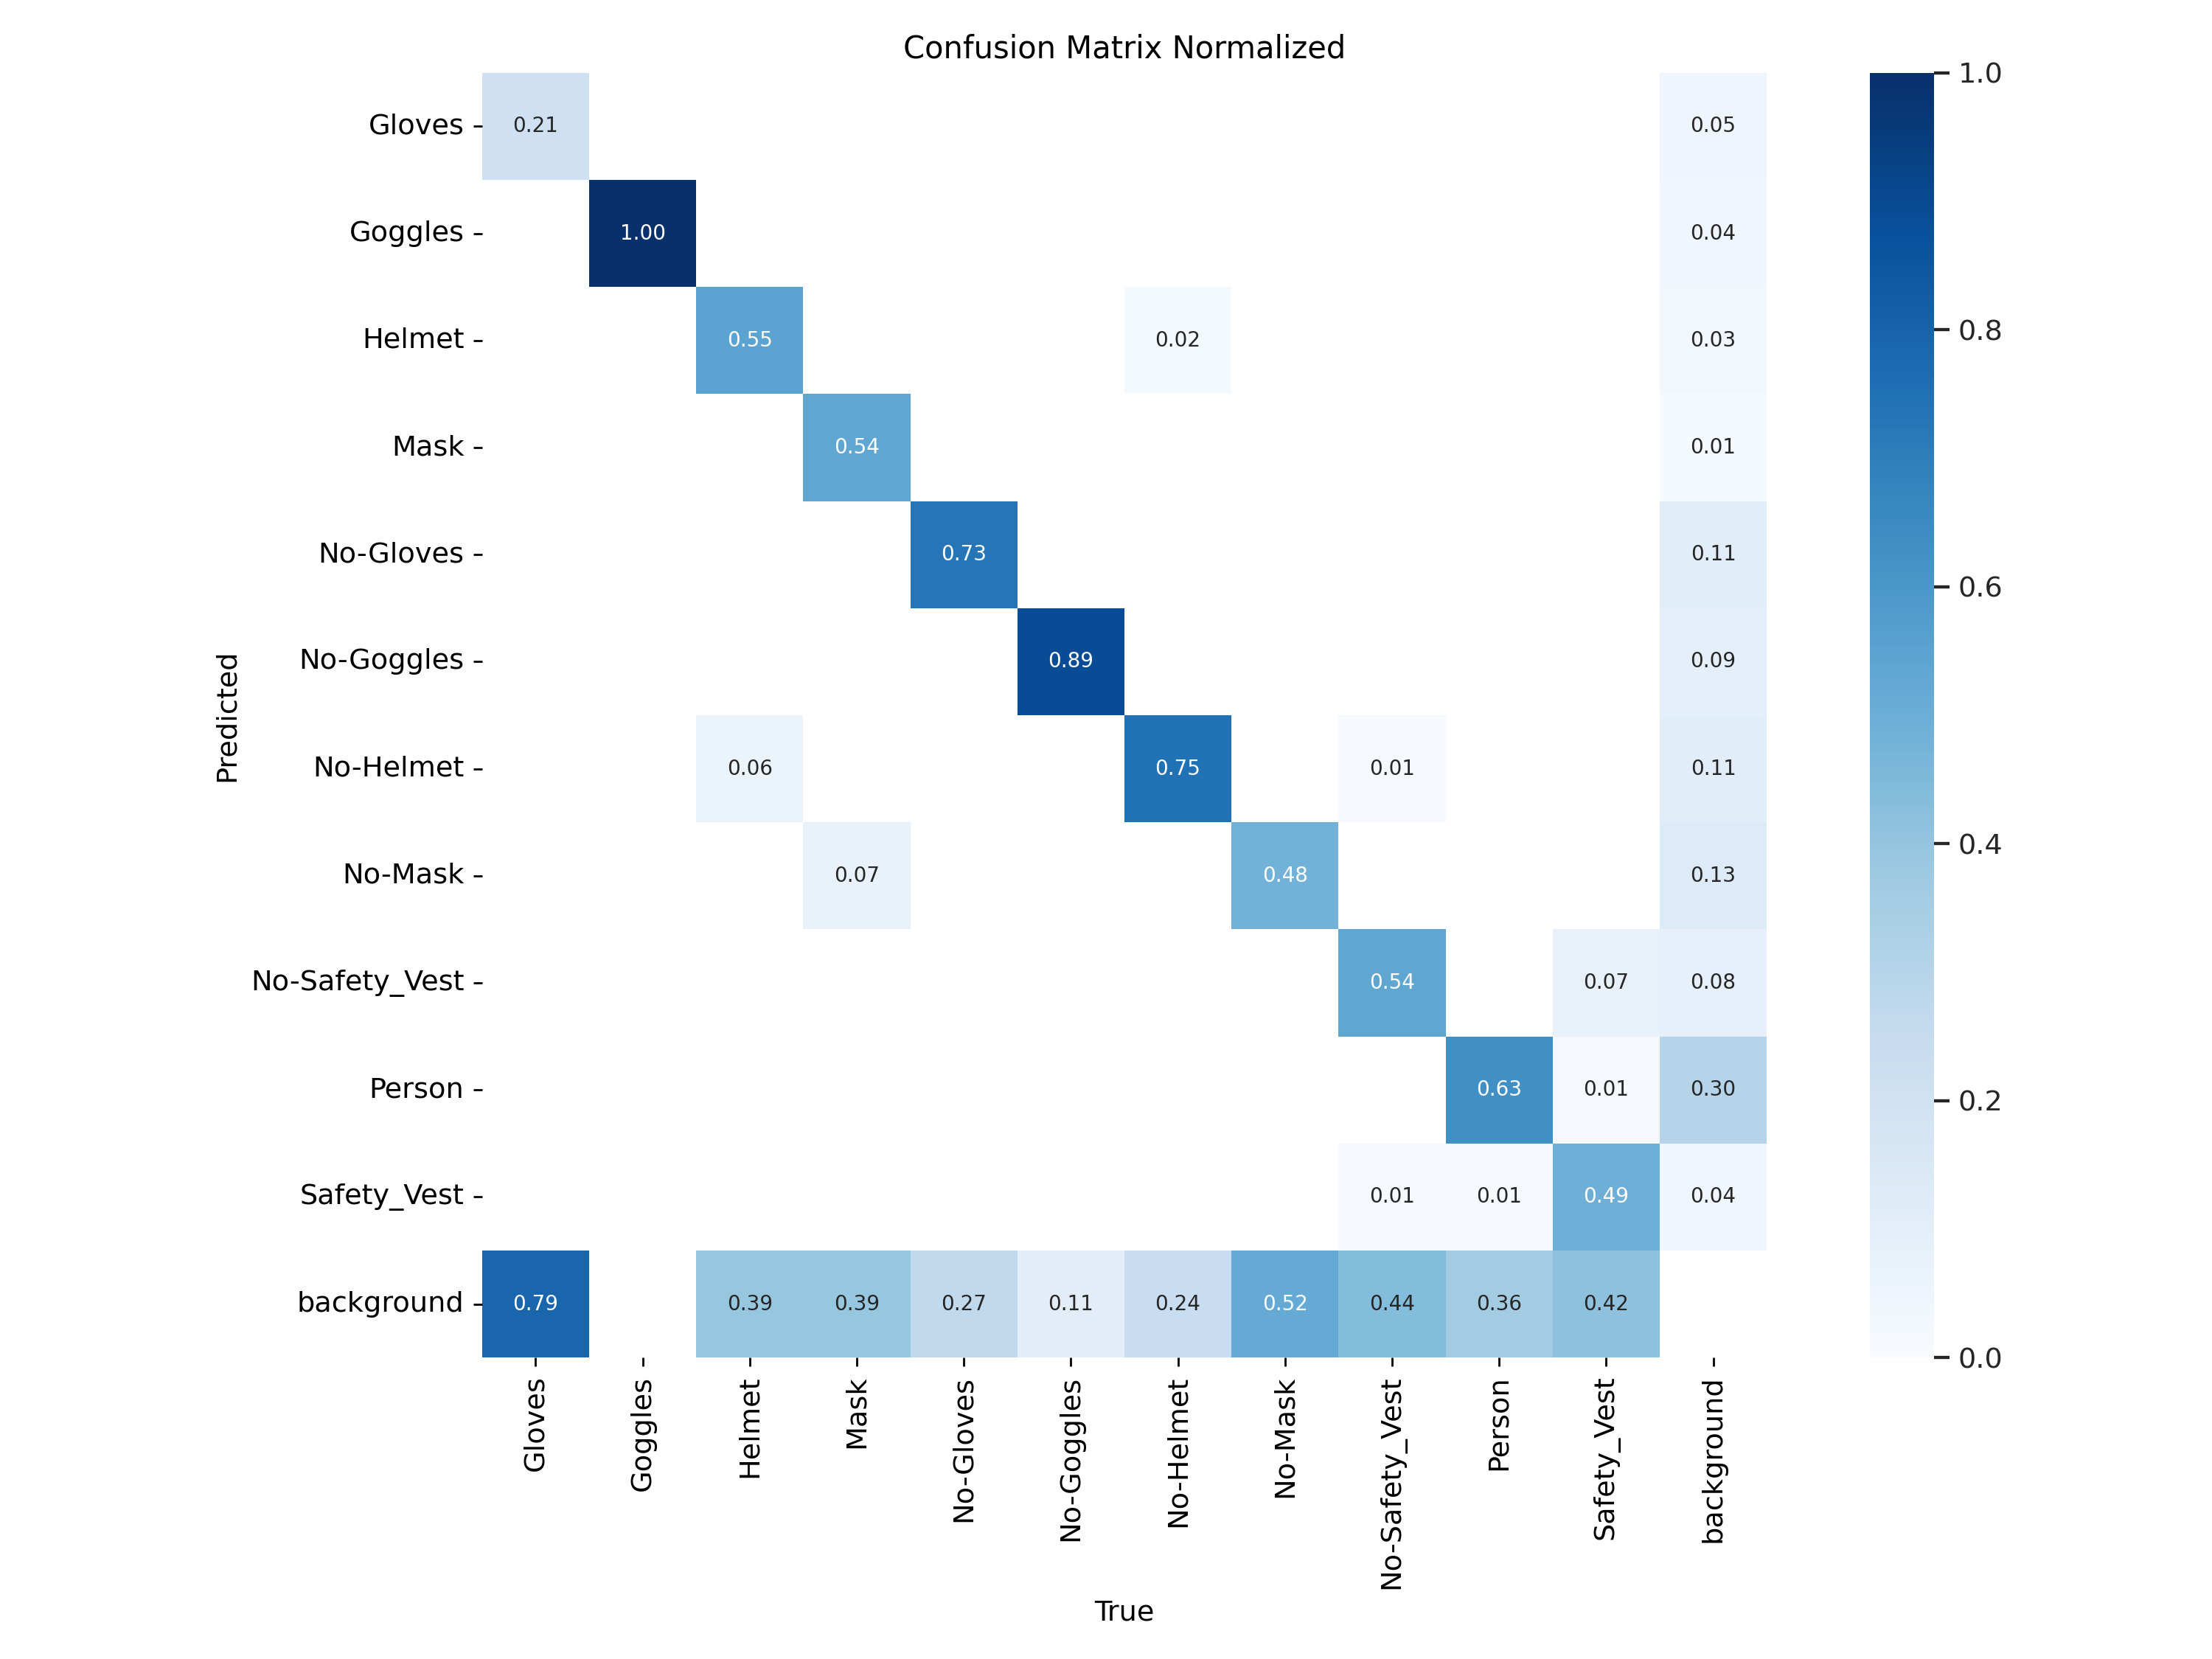 Confusion Matrix Normalized
Gloves 0.21 0.05
Goggles 1.00 0.04
Helmet 0.55 0.02 0.03
Mask 0.54 0.01
No-Gloves 0.73 0.11
No-Goggles 0.89 0.09
No-Helmet 0.06 0.75 0.01 0.11
No-Mask 0.07 0.48 0.13
No-Safety_Vest 0.54 0.07 0.08
Person 0.63 0.01 0.30
Safety_Vest 0.01 0.01 0.49 0.04
background 0.79 0.39 0.39 0.27 0.11 0.24 0.52 0.44 0.36 0.42
Predicted
Gloves
Goggles
Helmet
Mask
No-Gloves
No-Goggles
No-Helmet
No-Mask
No-Safety_Vest
Person
Safety_Vest
background
True
1.0
0.8
0.6
0.4
0.2
0.0